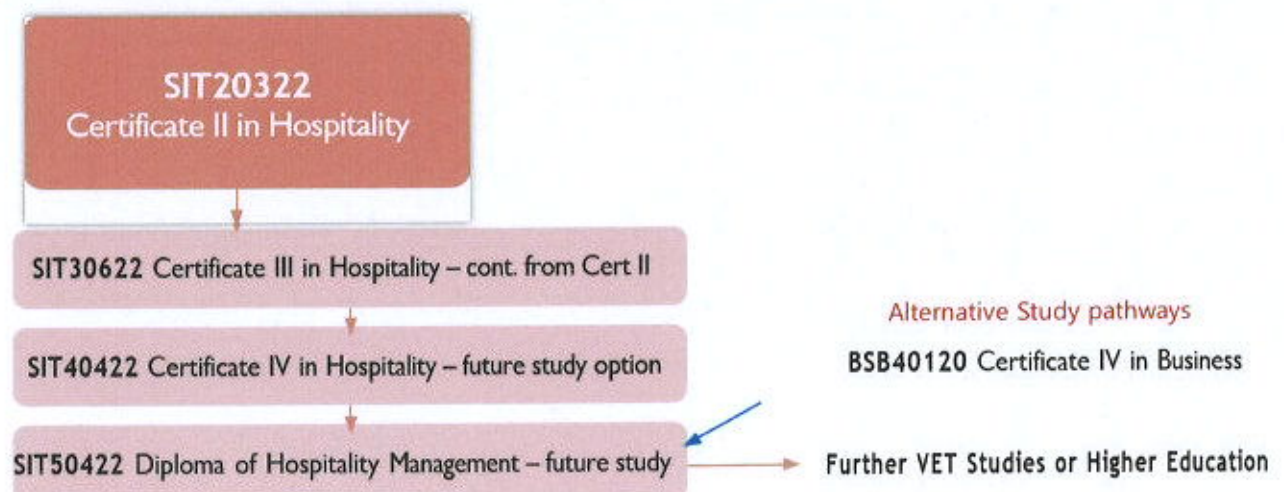 SIT20322
Certificate II in Hospitality
SIT30622 Certificate III in Hospitality – cont. from Cert II
SIT40422 Certificate IV in Hospitality – future study option
SIT50422 Diploma of Hospitality Management – future study
Alternative Study pathways
BSB40120 Certificate IV in Business
Further VET Studies or Higher Education